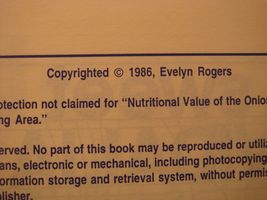 Copyrighted © 1986, Evelyn Rogers
otection not claimed for “Nutritional Value of the Onio
ng Area.”
erved. No part of this book may be reproduced or utiliz
ans, electronic or mechanical, including photocopying
ormation storage and retrieval system, without permis
blisher.